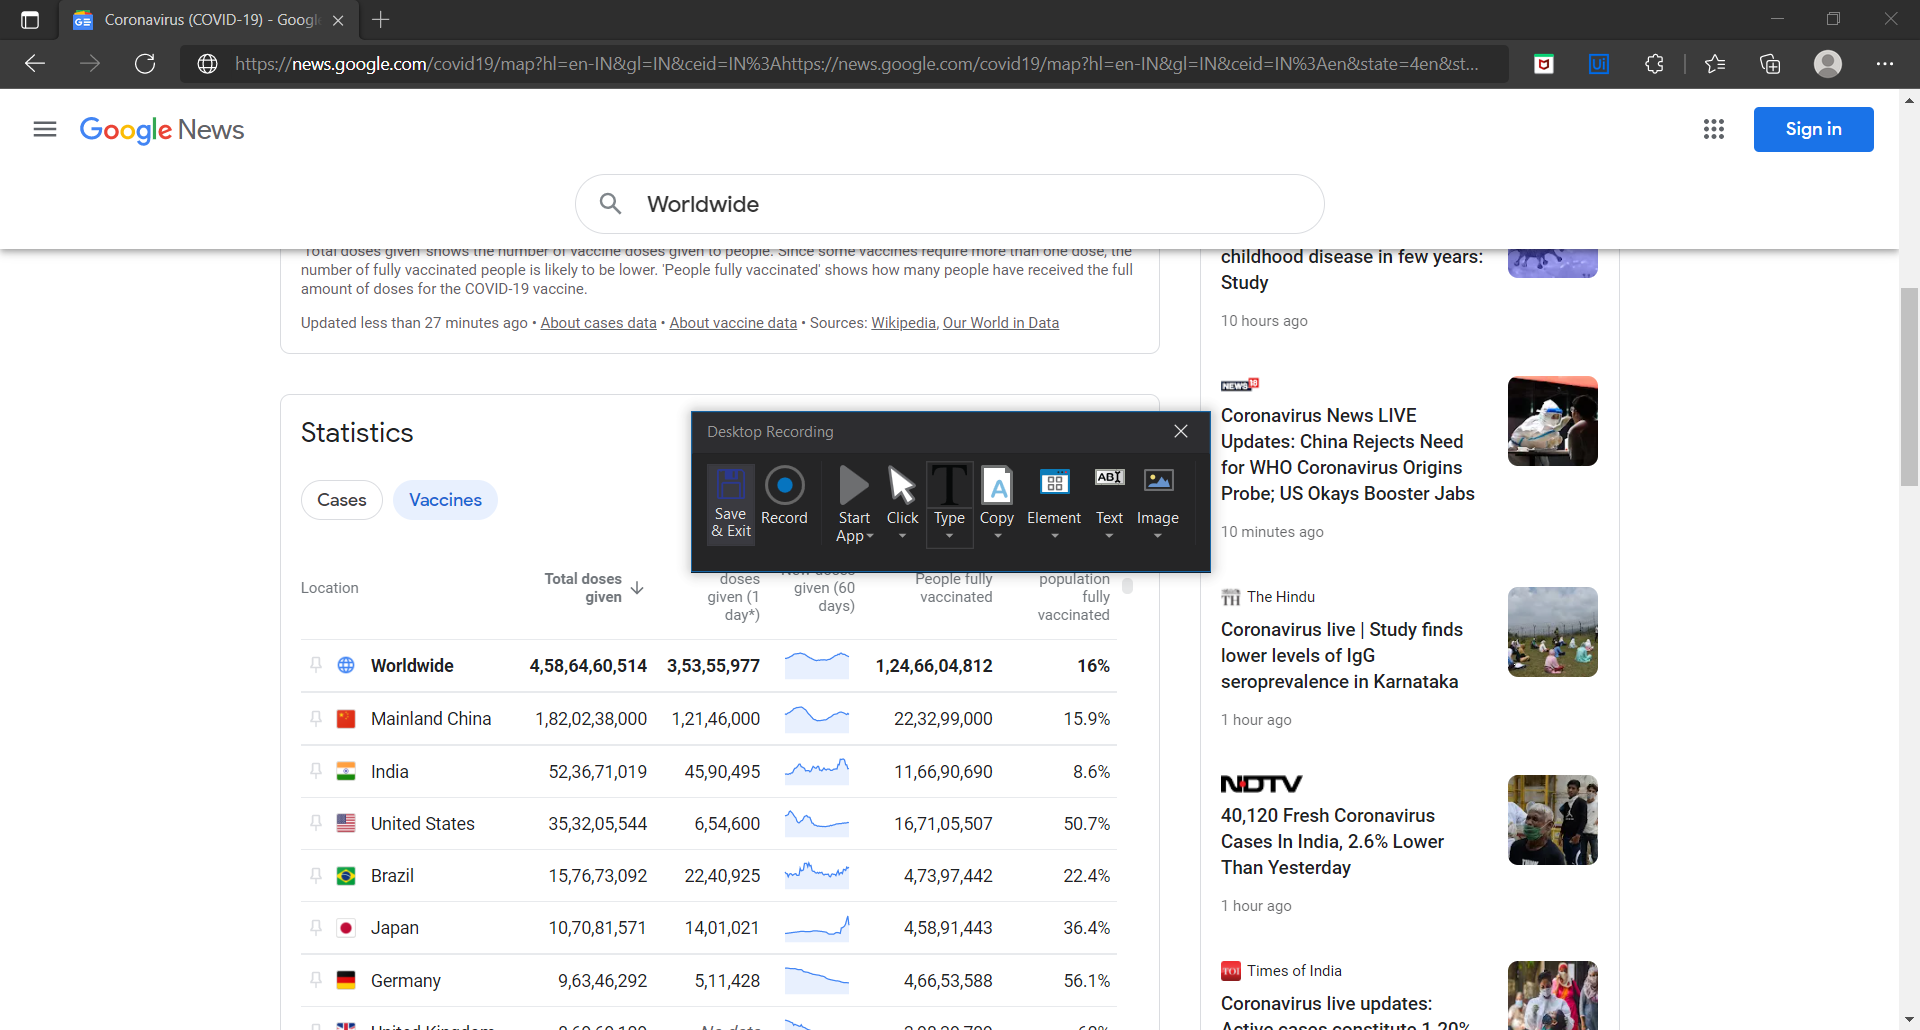 Coronavirus (COVID-19) - Google
https://news.google.com/covid19/map?hl=en-IN&gl=IN&ceid=IN%3Ahttps://news.google.com/covid19/map?hl=en-IN&gl=IN&ceid=IN%3Aen&state=4en&st...
Google News
Sign in
Worldwide
'Total doses given' shows the number of vaccine doses given to people. Since some vaccines require more than one dose, the
number of fully vaccinated people is likely to be lower. 'People fully vaccinated' shows how many people have received the full
amount of doses for the COVID-19 vaccine.
Updated less than 27 minutes ago • About cases data • About vaccine data • Sources: Wikipedia, Our World in Data
Statistics
Cases
Vaccines
Desktop Recording
Save & Exit
Record
Start App
Click
Type
Copy
Element
Text
Image
Location
Total doses given
doses given (1 day*)
given (60 days)
People fully vaccinated
population fully vaccinated
Worldwide 4,58,64,60,514 3,53,55,977 1,24,66,04,812 16%
Mainland China 1,82,02,38,000 1,21,46,000 22,32,99,000 15.9%
India 52,36,71,019 45,90,495 11,66,90,690 8.6%
United States 35,32,05,544 6,54,600 16,71,05,507 50.7%
Brazil 15,76,73,092 22,40,925 4,73,97,442 22.4%
Japan 10,70,81,571 14,01,021 4,58,91,443 36.4%
Germany 9,63,46,292 5,11,428 4,66,53,588 56.1%
United Kingdom No data
childhood disease in few years:
Study
10 hours ago
NEWS18
Coronavirus News LIVE
Updates: China Rejects Need
for WHO Coronavirus Origins
Probe; US Okays Booster Jabs
10 minutes ago
TH The Hindu
Coronavirus live | Study finds
lower levels of IgG
seroprevalence in Karnataka
1 hour ago
NDTV
40,120 Fresh Coronavirus
Cases In India, 2.6% Lower
Than Yesterday
1 hour ago
TOI Times of India
Coronavirus live updates:
Active cases constitute 1.20%